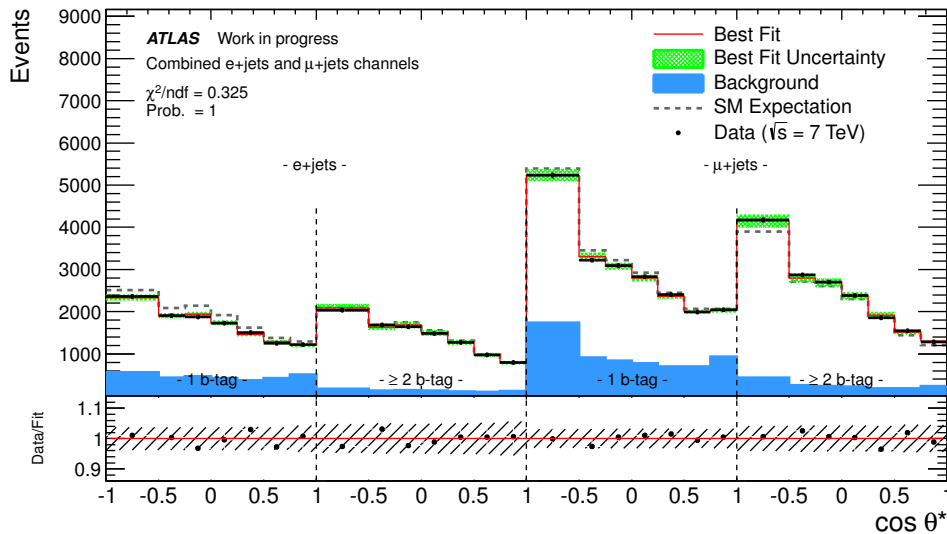 Events
9000
8000
7000
6000
5000
4000
3000
2000
1000
ATLAS Work in progress
Combined e+jets and μ+jets channels
χ²/ndf = 0.325
Prob. = 1
Best Fit
Best Fit Uncertainty
Background
SM Expectation
Data (√s = 7 TeV)
- e+jets -
- μ+jets -
- 1 b-tag -
- ≥ 2 b-tag -
- 1 b-tag -
- ≥ 2 b-tag -
Data/Fit
1.1
1
0.9
-1 -0.5 0 0.5 1 -0.5 0 0.5 1 -0.5 0 0.5 1 -0.5 0 0.5 1
cos θ*